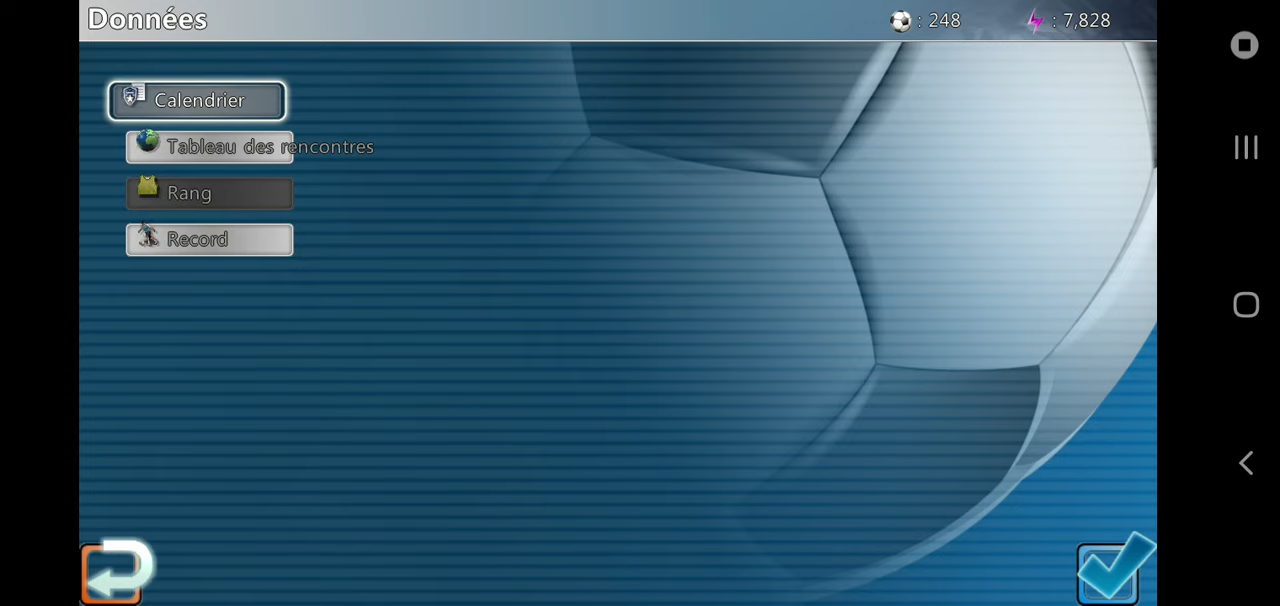 Données
: 248
: 7,828
Calendrier
Tableau des rencontres
Rang
Record